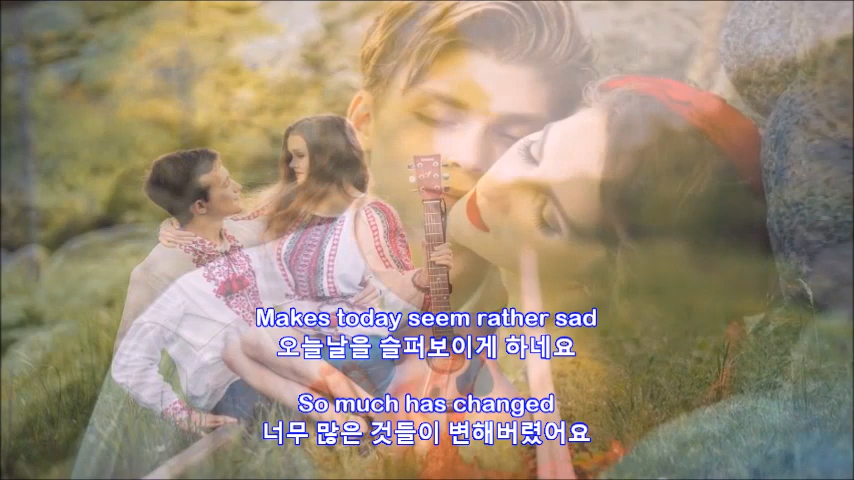 Makes today seem rather sad
오늘날을 슬퍼보이게 하네요
So much has changed
너무 많은 것들이 변해버렸어요